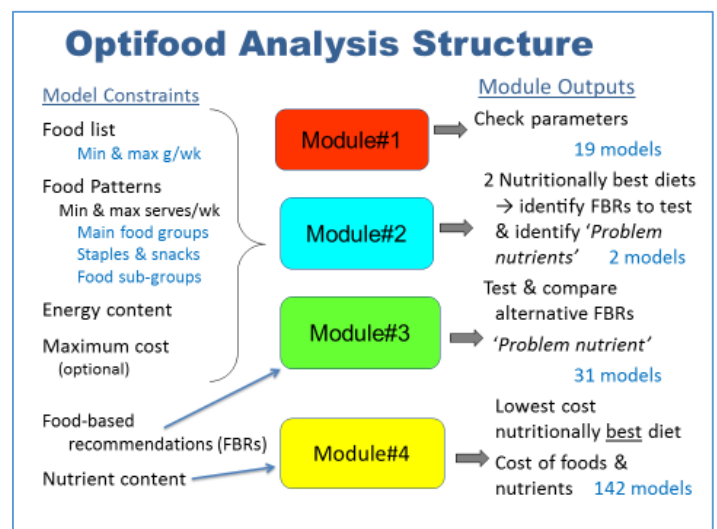 Optifood Analysis Structure
Model Constraints
Food list
Min & max g/wk
Food Patterns
Min & max serves/wk
Main food groups
Staples & snacks
Food sub-groups
Energy content
Maximum cost
(optional)
Food-based
recommendations (FBRs)
Nutrient content
Module#1
Module#2
Module#3
Module#4
Module Outputs
Check parameters
19 models
2 Nutritionally best diets
→ identify FBRs to test
& identify ‘Problem
nutrients’ 2 models
Test & compare
alternative FBRs
‘Problem nutrient’
31 models
Lowest cost
nutritionally best diet
Cost of foods &
nutrients 142 models